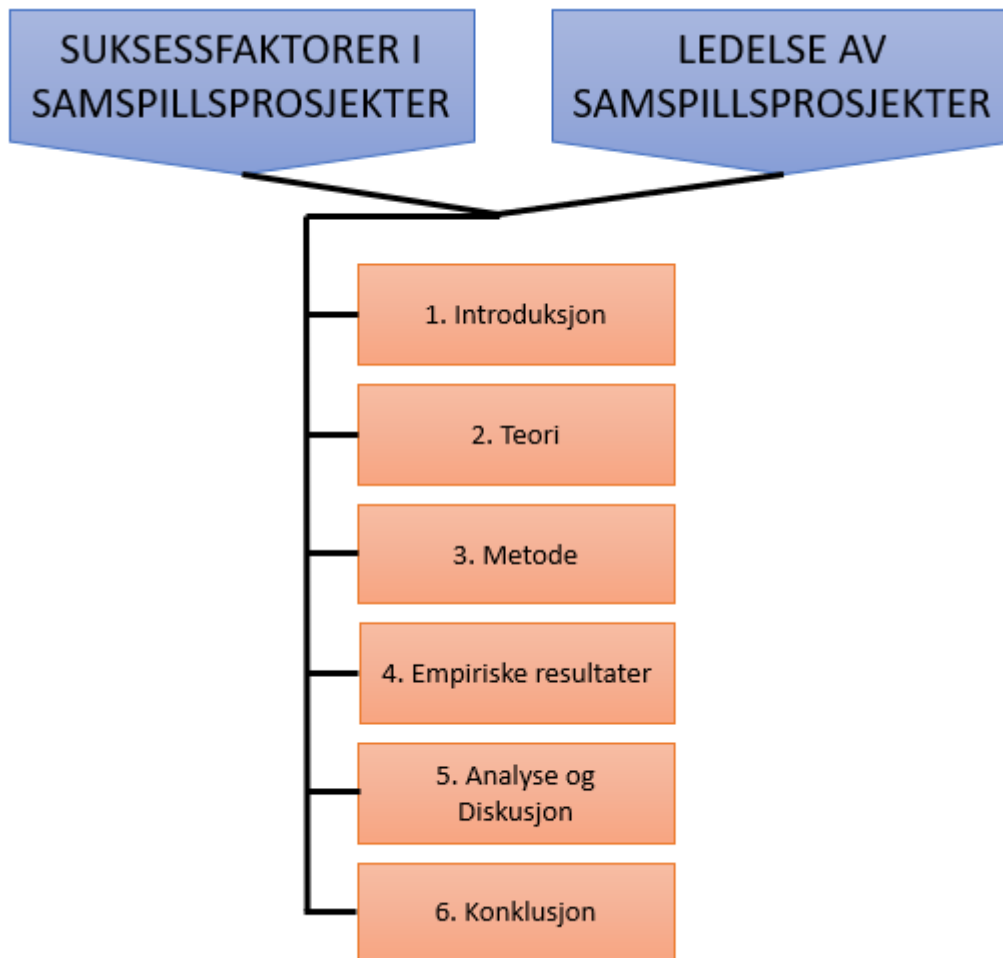 SUKSESSFAKTORER I
SAMSPILLSPROSJEKTER
LEDELSE AV
SAMSPILLSPROSJEKTER
1. Introduksjon
2. Teori
3. Metode
4. Empiriske resultater
5. Analyse og
Diskusjon
6. Konklusjon